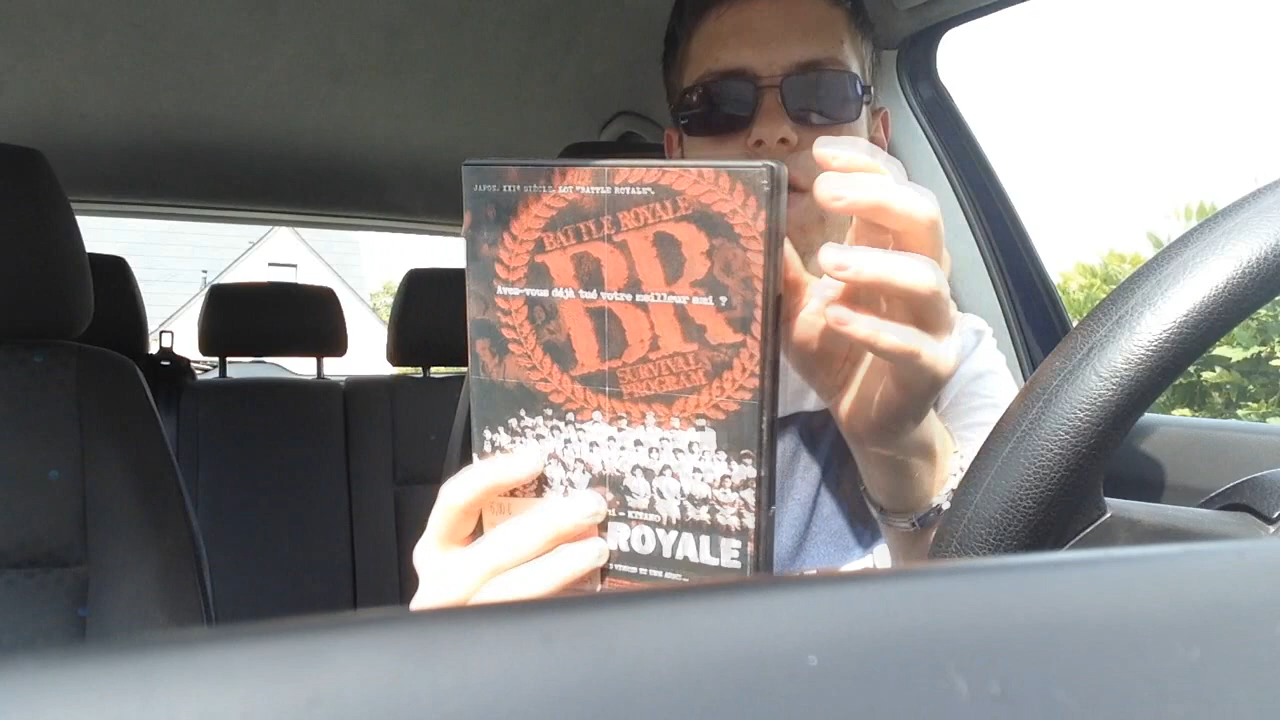 JAPON. XXIe SIÈCLE. LOI "BATTLE ROYALE".
BATTLE ROYALE
BR
Avez-vous déjà tué votre meilleur ami ?
SURVIVAL
PROGRAM
KITANO
ROYALE